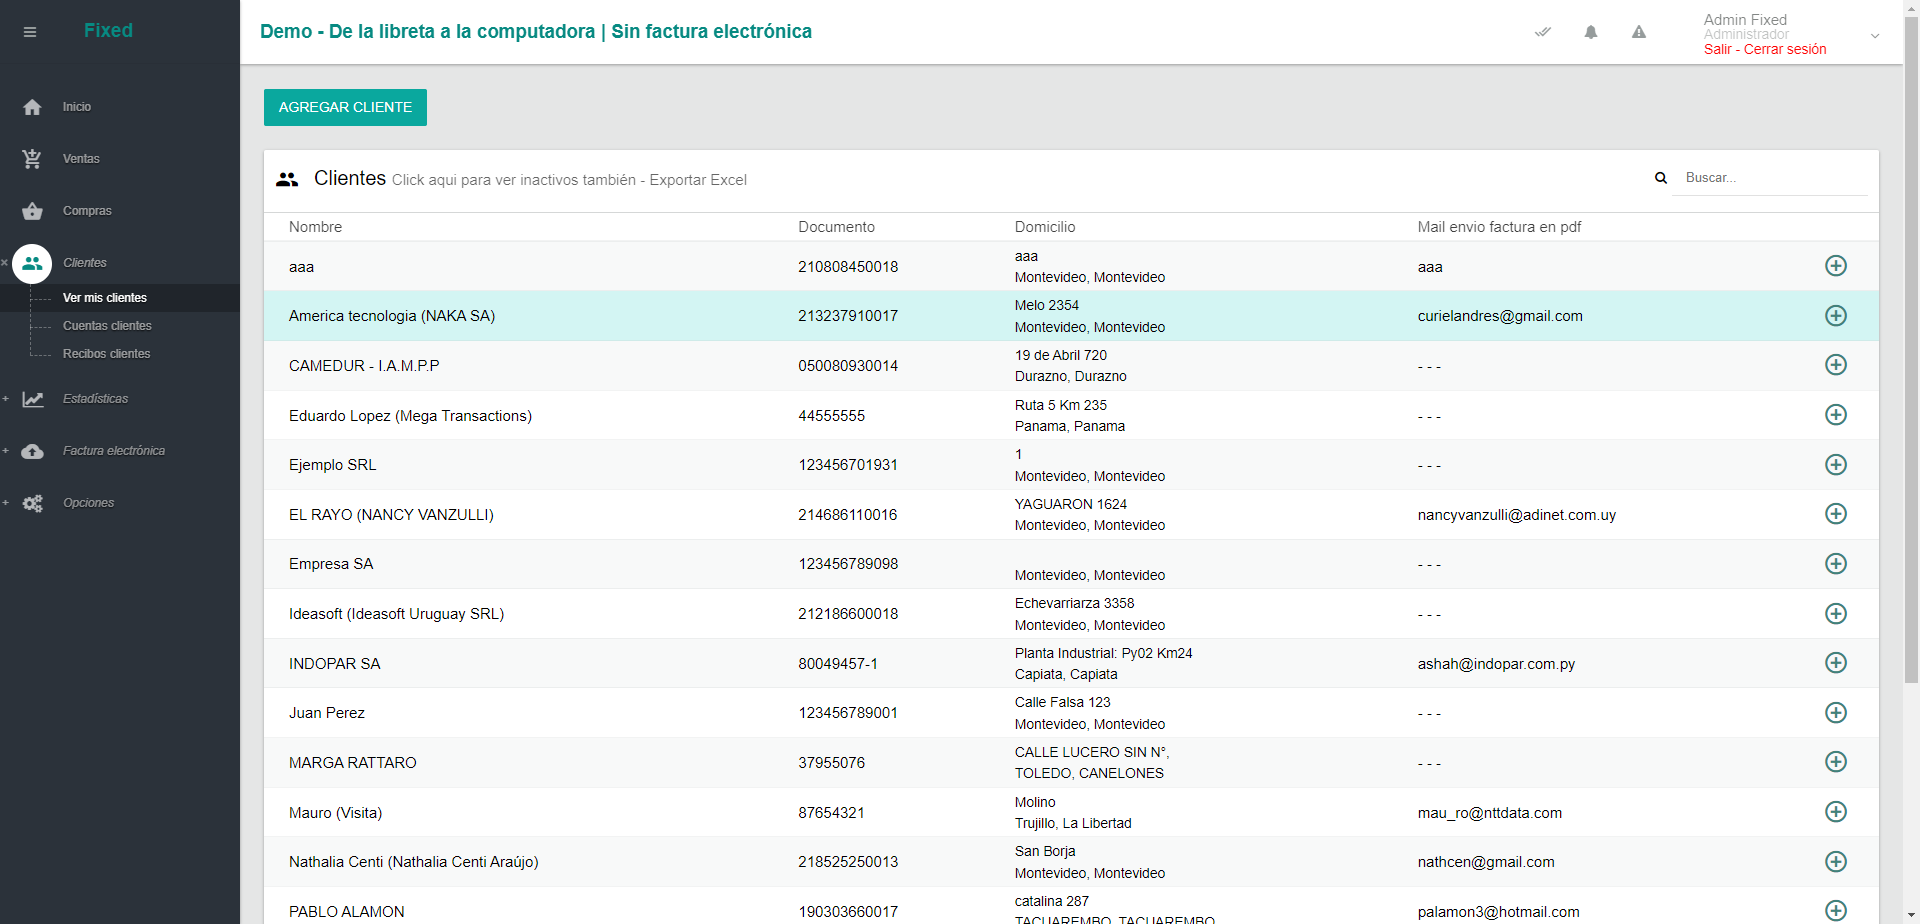 Fixed
Demo - De la libreta a la computadora | Sin factura electrónica
Admin Fixed
Administrador
Salir - Cerrar sesión
Inicio
Ventas
Compras
Clientes
Ver mis clientes
Cuentas clientes
Recibos clientes
Estadísticas
Factura electrónica
Opciones
AGREGAR CLIENTE
Clientes Click aqui para ver inactivos también - Exportar Excel
Buscar...
Nombre Documento Domicilio Mail envio factura en pdf
aaa 210808450018 aaa
Montevideo, Montevideo aaa
America tecnologia (NAKA SA) 213237910017 Melo 2354
Montevideo, Montevideo curielandres@gmail.com
CAMEDUR - I.A.M.P.P 050080930014 19 de Abril 720
Durazno, Durazno - - -
Eduardo Lopez (Mega Transactions) 44555555 Ruta 5 Km 235
Panama, Panama - - -
Ejemplo SRL 123456701931 1
Montevideo, Montevideo - - -
EL RAYO (NANCY VANZULLI) 214686110016 YAGUARON 1624
Montevideo, Montevideo nancyvanzulli@adinet.com.uy
Empresa SA 123456789098
Montevideo, Montevideo - - -
Ideasoft (Ideasoft Uruguay SRL) 212186600018 Echevarriarza 3358
Montevideo, Montevideo - - -
INDOPAR SA 80049457-1 Planta Industrial: Py02 Km24
Capiata, Capiata ashah@indopar.com.py
Juan Perez 123456789001 Calle Falsa 123
Montevideo, Montevideo - - -
MARGA RATTARO 37955076 CALLE LUCERO SIN N°,
TOLEDO, CANELONES - - -
Mauro (Visita) 87654321 Molino
Trujillo, La Libertad mau_ro@nttdata.com
Nathalia Centi (Nathalia Centi Araújo) 218525250013 San Borja
Montevideo, Montevideo nathcen@gmail.com
PABLO ALAMON 190303660017 catalina 287
TACUAREMBO, TACUAREMBO palamon3@hotmail.com